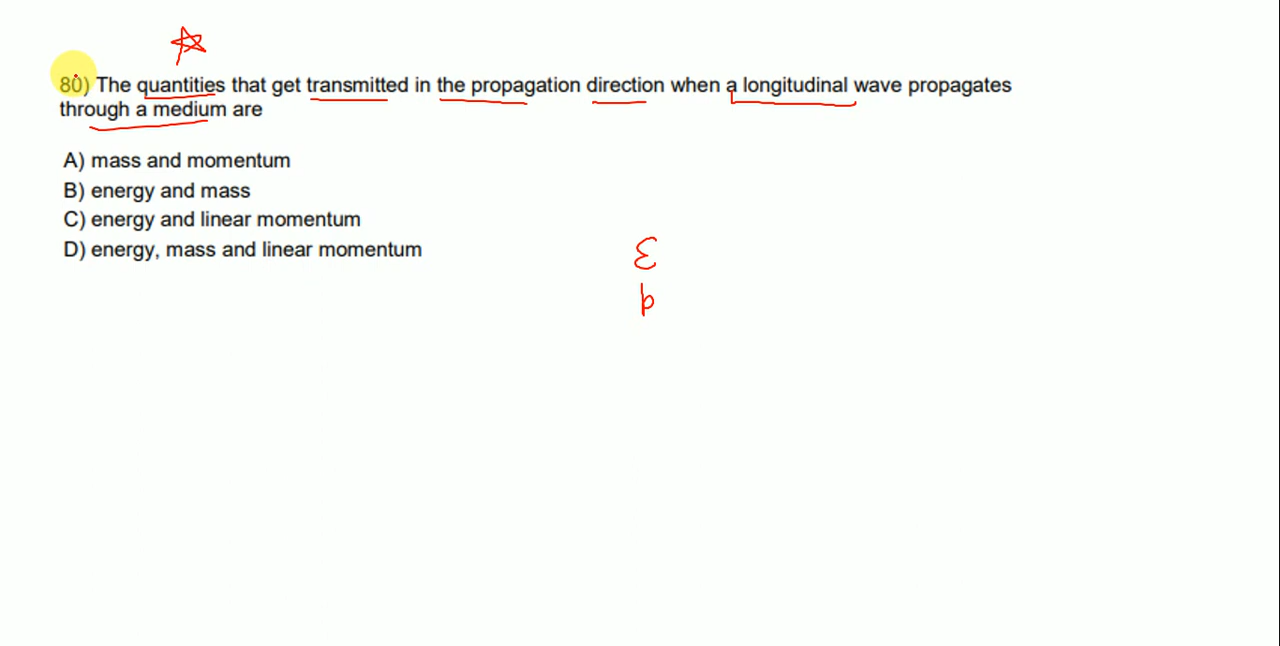 80) The quantities that get transmitted in the propagation direction when a longitudinal wave propagates
through a medium are
A) mass and momentum
B) energy and mass
C) energy and linear momentum
D) energy, mass and linear momentum
Ɛ
p